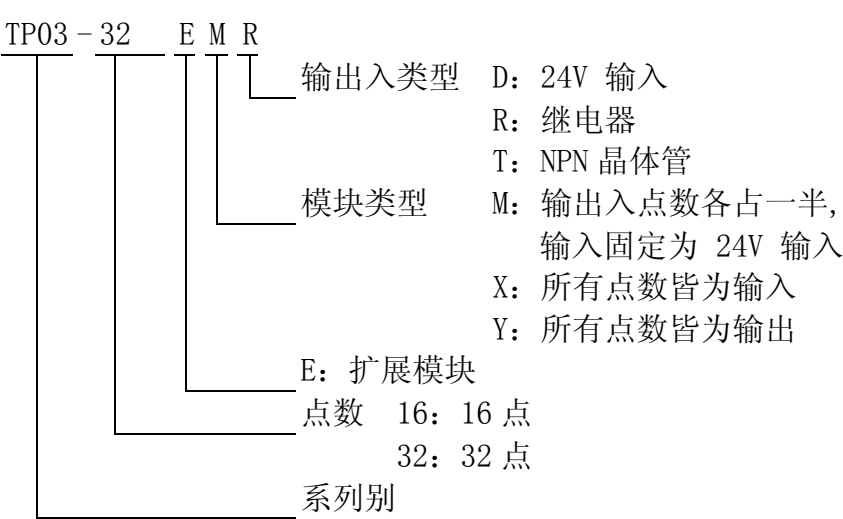 TP03-32 E M R
输出入类型 D: 24V 输入
R: 继电器
T: NPN 晶体管
模块类型 M: 输出入点数各占一半,
输入固定为 24V 输入
X: 所有点数皆为输入
Y: 所有点数皆为输出
E: 扩展模块
点数 16: 16 点
32: 32 点
系列别